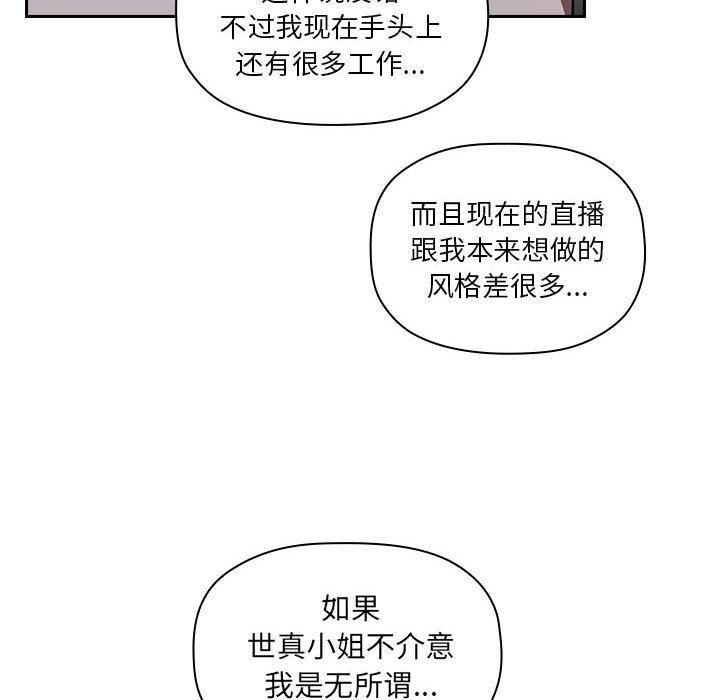 不过我现在手头上
还有很多工作...
而且现在的直播
跟我本来想做的
风格差很多...
如果
世真小姐不介意
我是无所谓...